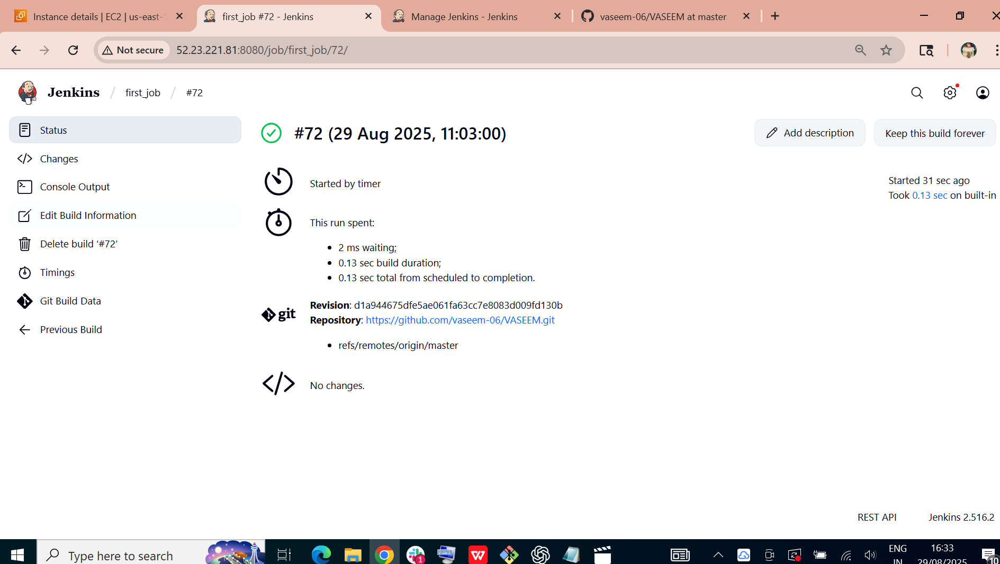 Instance details | EC2 | us-east-1
first_job #72 - Jenkins
Manage Jenkins - Jenkins
vaseem-06/VASEEM at master
Not secure
52.23.221.81:8080/job/first_job/72/
Jenkins / first_job / #72
Status
Changes
Console Output
Edit Build Information
Delete build ‘#72’
Timings
Git Build Data
Previous Build
#72 (29 Aug 2025, 11:03:00)
Add description
Keep this build forever
Started by timer
Started 31 sec ago
Took 0.13 sec on built-in
This run spent:
2 ms waiting;
0.13 sec build duration;
0.13 sec total from scheduled to completion.
git
Revision: d1a944675dfe5ae061fa63cc7e8083d009fd130b
Repository: https://github.com/vaseem-06/VASEEM.git
refs/remotes/origin/master
No changes.
REST API
Jenkins 2.516.2
Type here to search
1
W
ENG
IN
16:33
29/08/2025
10